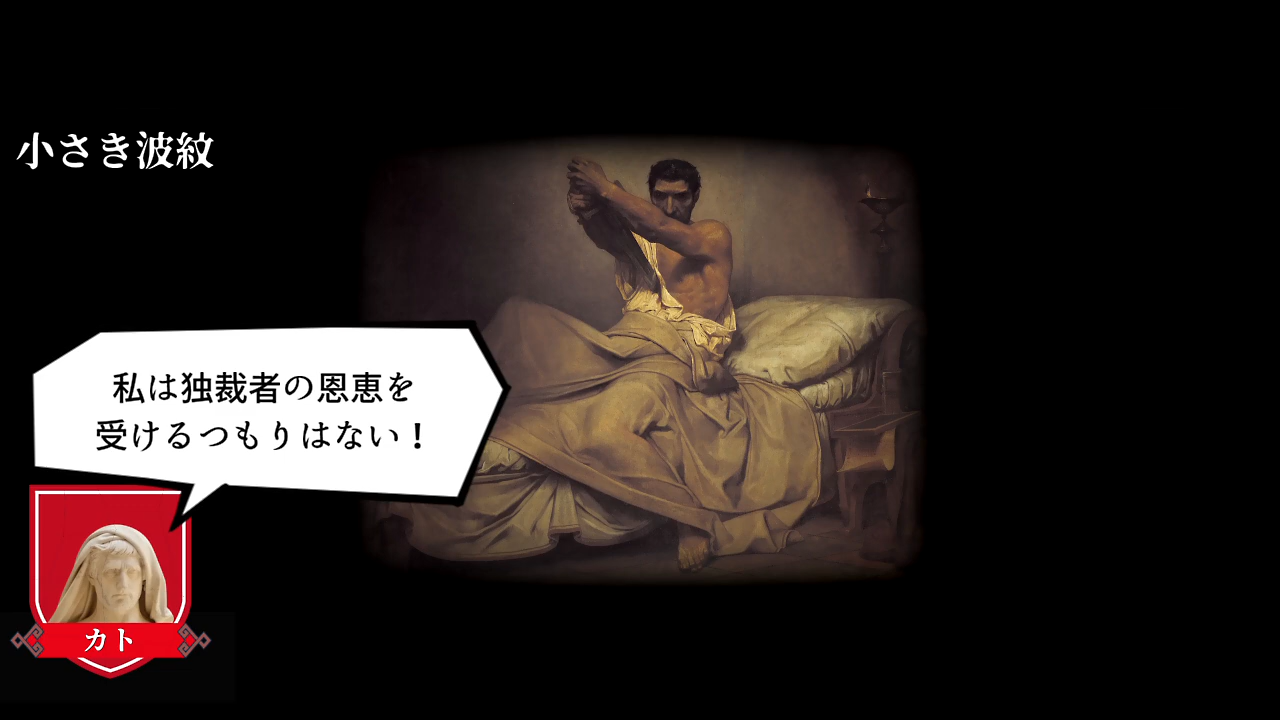 小さき波紋
私は独裁者の恩恵を
受けるつもりはない！
カト